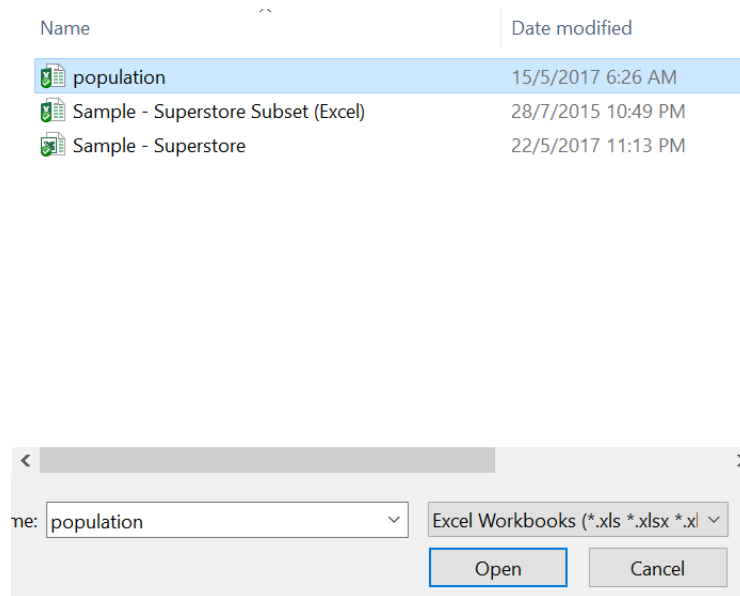 Name Date modified
population 15/5/2017 6:26 AM
Sample - Superstore Subset (Excel) 28/7/2015 10:49 PM
Sample - Superstore 22/5/2017 11:13 PM
me: population Excel Workbooks (*.xls *.xlsx *.xl
Open Cancel